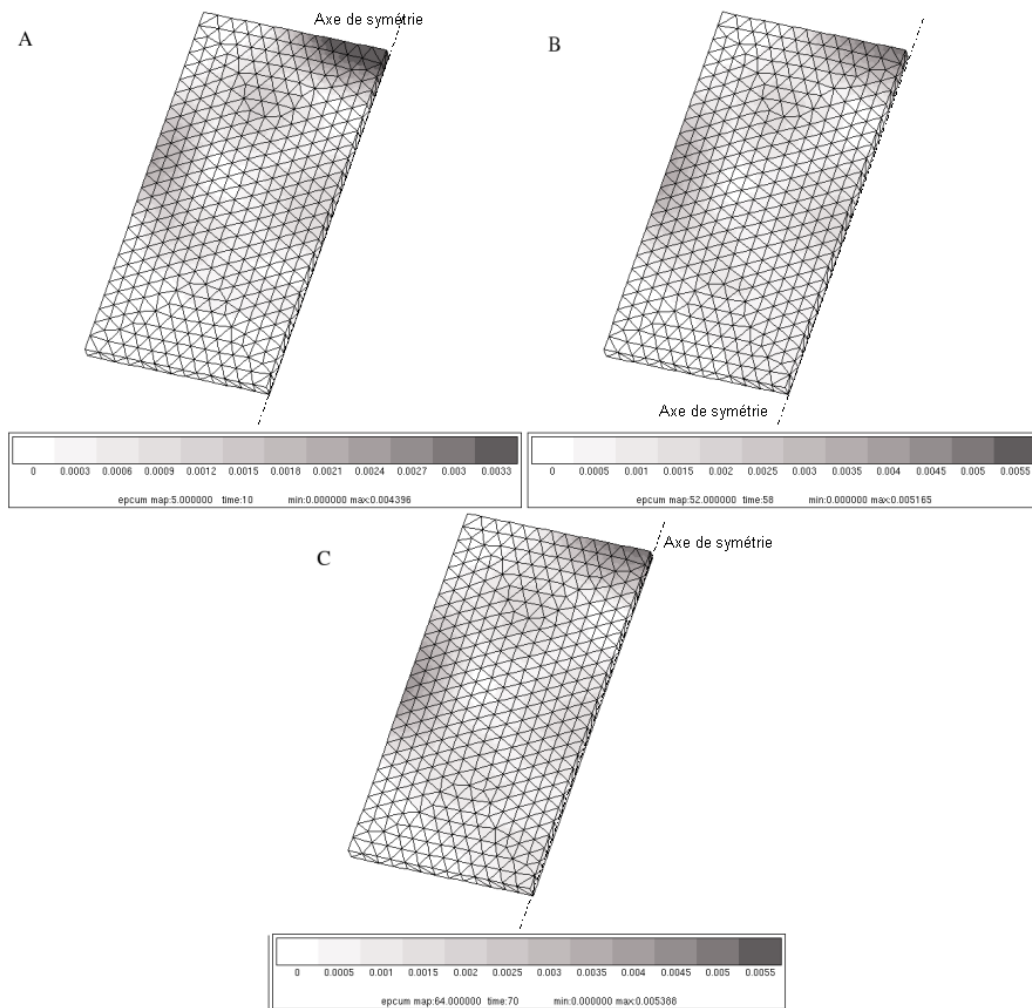 Axe de symétrie
A
B
Axe de symétrie
0 0.0003 0.0006 0.0009 0.0012 0.0015 0.0018 0.0021 0.0024 0.0027 0.003 0.0033
epcum map:5.000000 time:10 min:0.000000 max:0.004396
0 0.0005 0.001 0.0015 0.002 0.0025 0.003 0.0035 0.004 0.0045 0.005 0.0055
epcum map:52.000000 time:58 min:0.000000 max:0.005165
C
Axe de symétrie
0 0.0005 0.001 0.0015 0.002 0.0025 0.003 0.0035 0.004 0.0045 0.005 0.0055
epcum map:64.000000 time:70 min:0.000000 max:0.005388